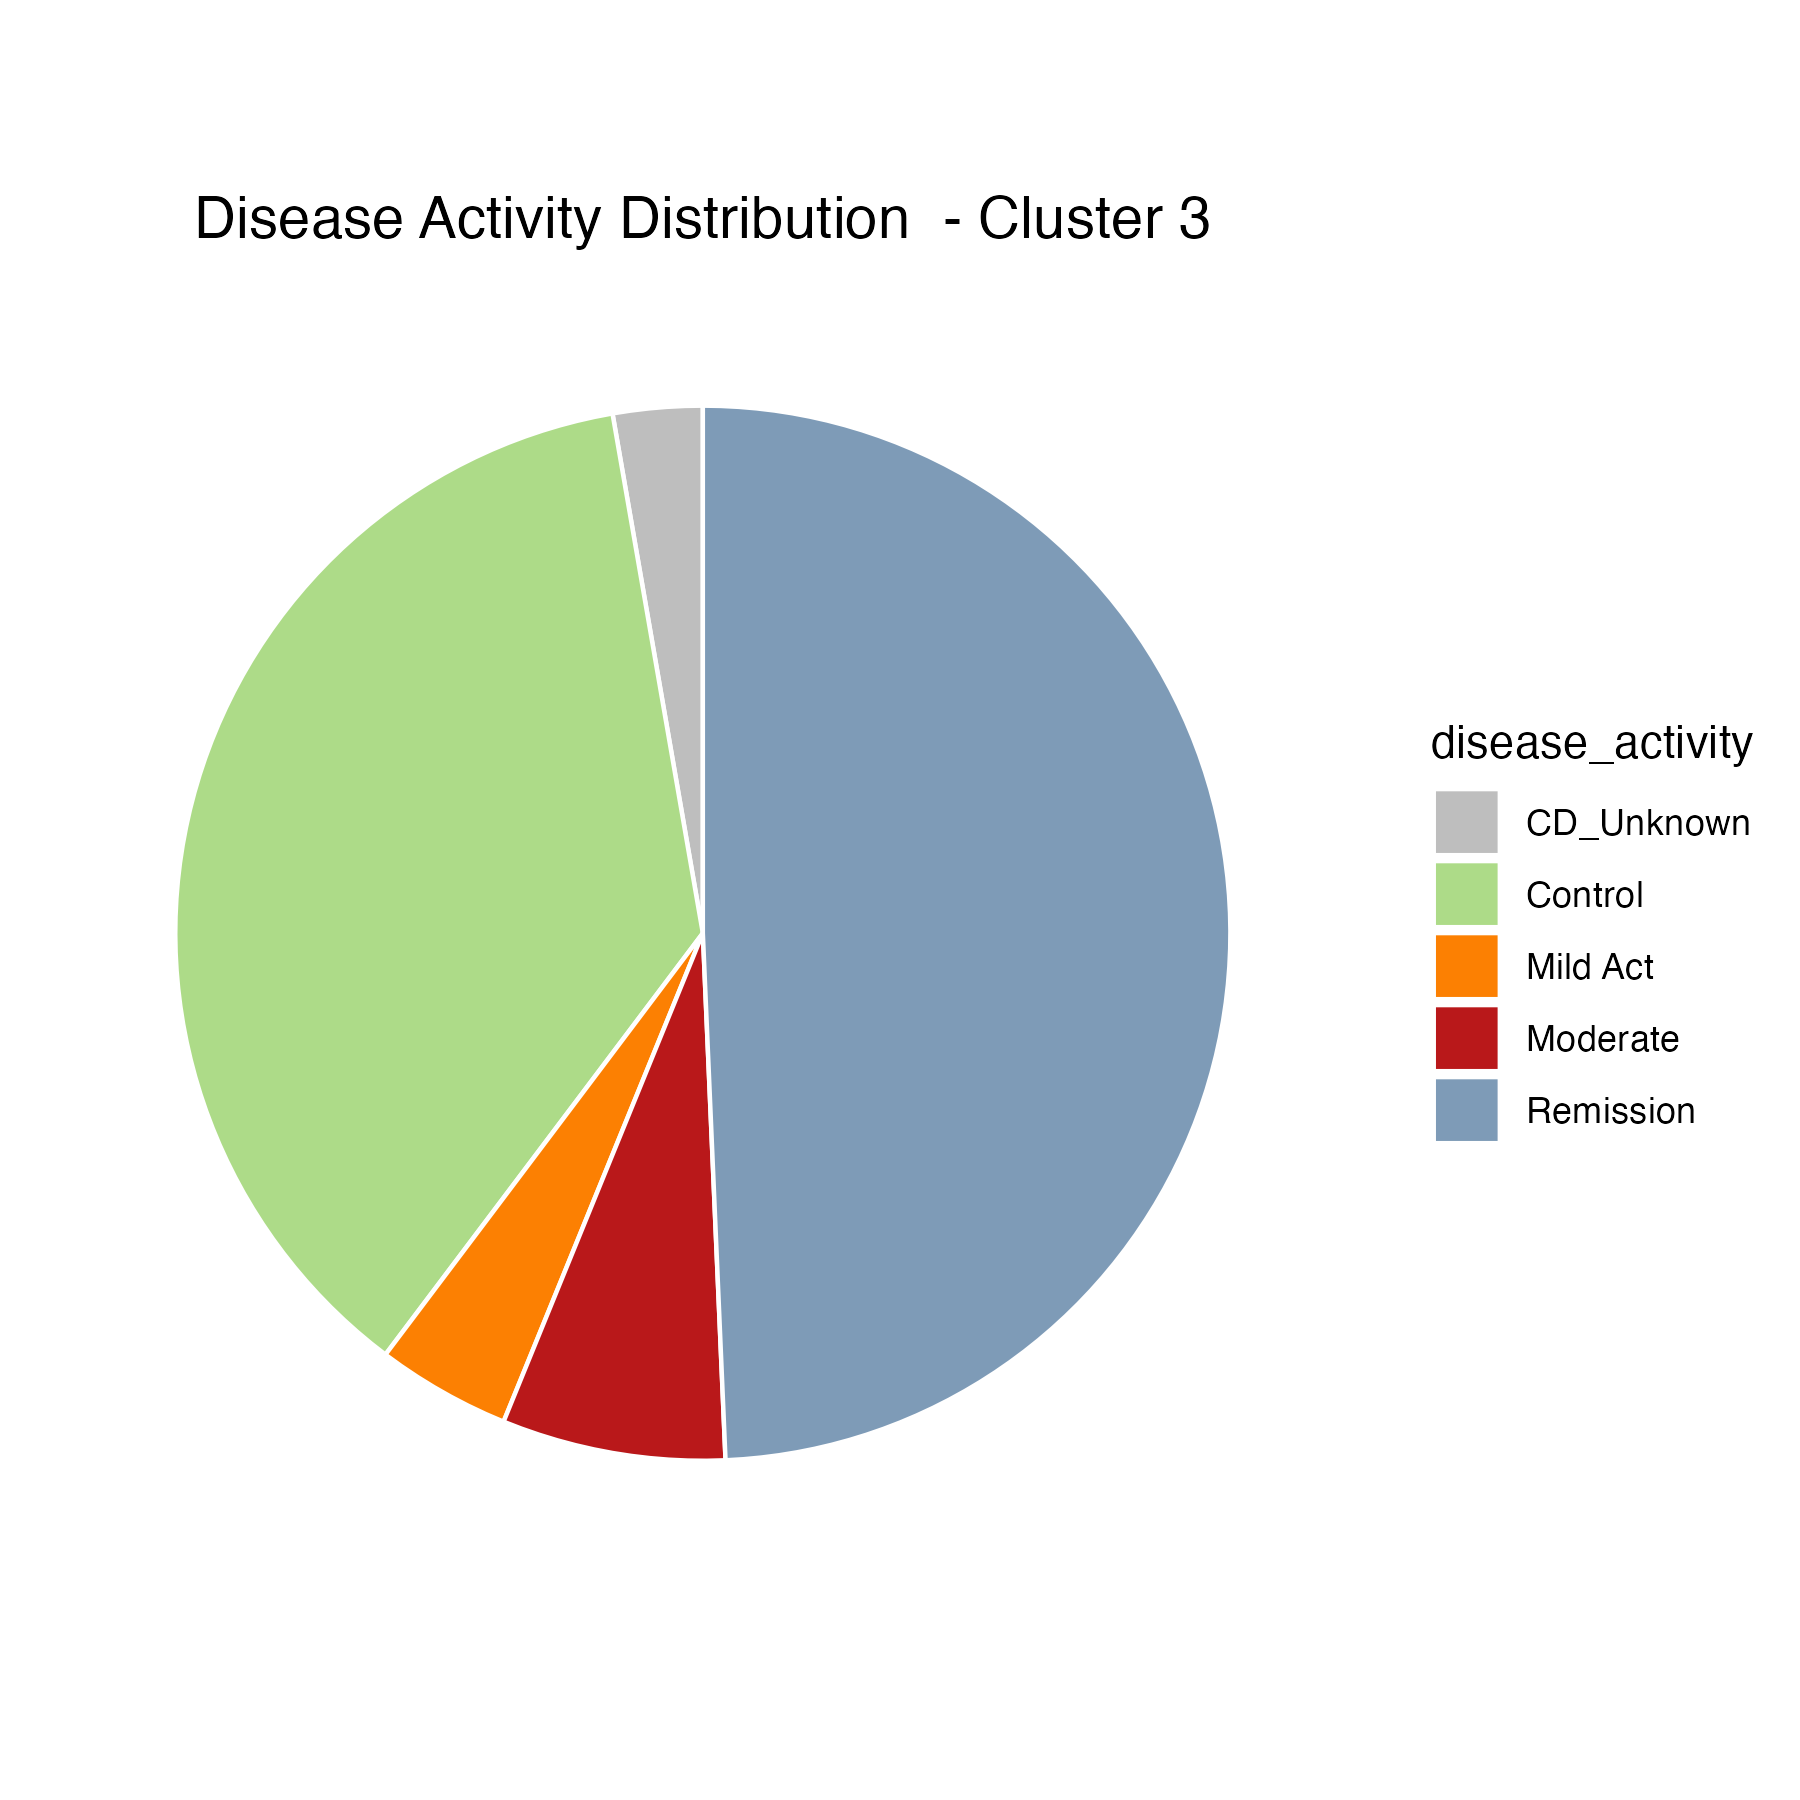 Disease Activity Distribution  - Cluster 3
disease_activity
CD_Unknown
Control
Mild Act
Moderate
Remission